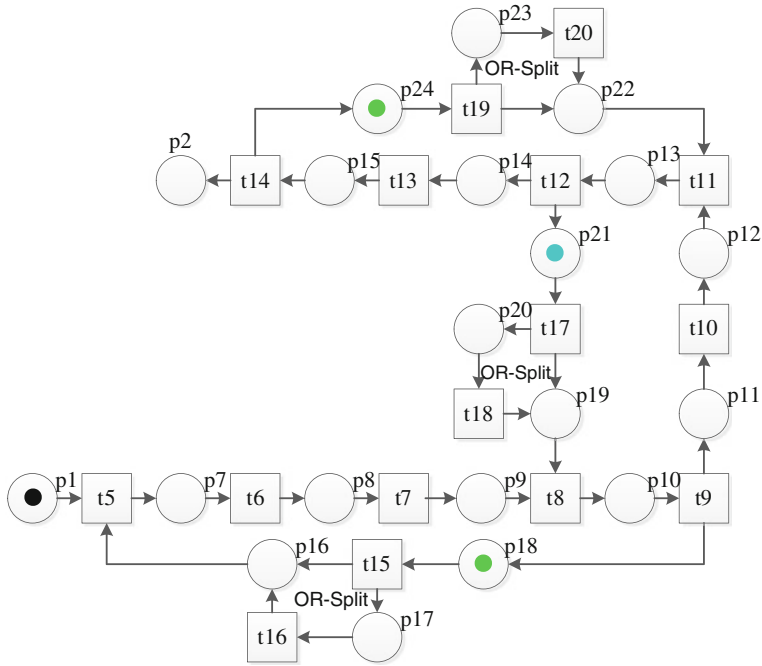 p23
t20
OR-Split
p24
t19
p22
p2
t14
p15
t13
p14
t12
p13
t11
p21
p12
p20
t17
t10
OR-Split
t18
p19
p11
p1
t5
p7
t6
p8
t7
p9
t8
p10
t9
p16
t15
p18
OR-Split
t16
p17